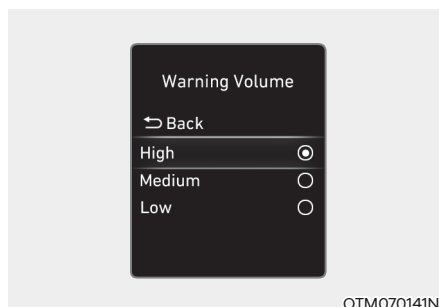 Warning Volume
Back
High
Medium
Low
OTM070141N